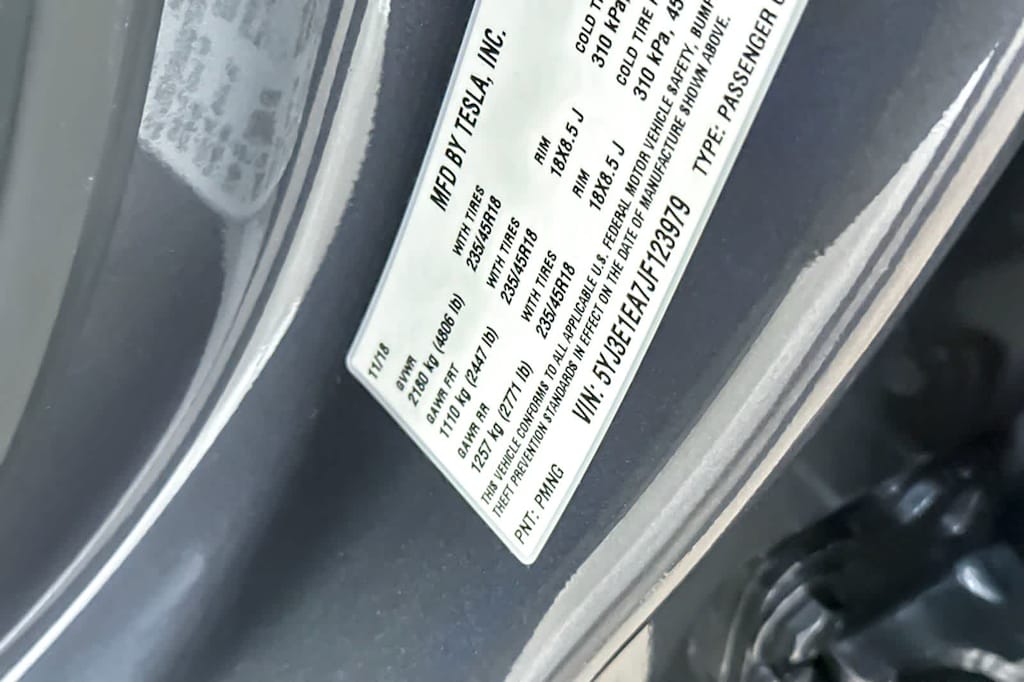 MFD BY TESLA, INC.
11/18
GVWR
2180 kg (4806 lb)
WITH TIRES
235/45R18
RIM
18X8.5 J
COLD
310 kPa,
GAWR FRT
1110 kg (2447 lb)
WITH TIRES
235/45R18
RIM
18X8.5 J
COLD TIRE
310 kPa, 45
GAWR RR
1257 kg (2771 lb)
WITH TIRES
235/45R18
THIS VEHICLE CONFORMS TO ALL APPLICABLE U.S. FEDERAL MOTOR VEHICLE SAFETY,
THEFT PREVENTION STANDARDS IN EFFECT ON THE DATE OF MANUFACTURE SHOWN ABOVE.
VIN: 5YJ3E1EA7JF123979 TYPE: PASSENGER
PNT: PMNG